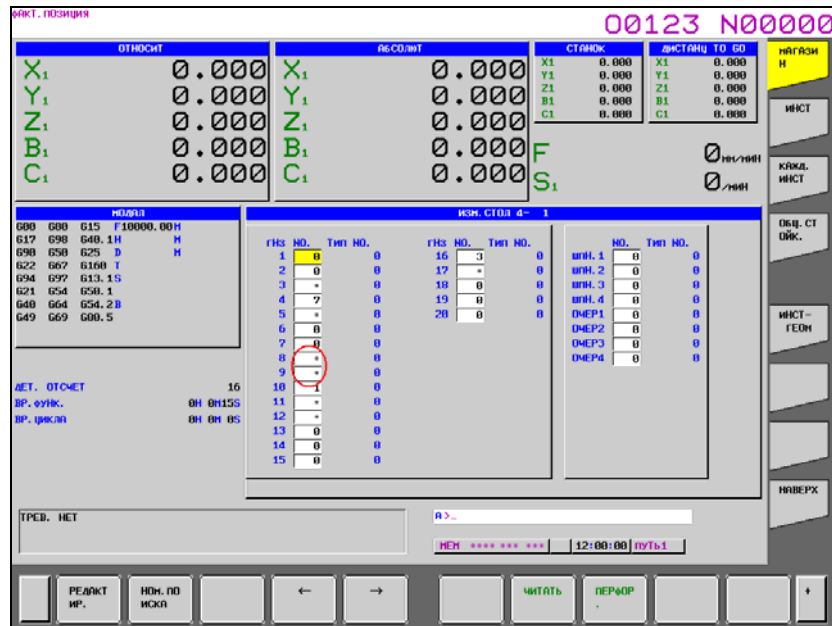 ФАКТ. ПОЗИЦИЯ
O0123 N00000
ОТНОСИТ
X1 0.000
Y1 0.000
Z1 0.000
B1 0.000
C1 0.000
АБСОЛЮТ
X1 0.000
Y1 0.000
Z1 0.000
B1 0.000
C1 0.000
СТАНОК
X1 0.000
Y1 0.000
Z1 0.000
B1 0.000
C1 0.000
ДИСТАНЦ TO GO
X1 0.000
Y1 0.000
Z1 0.000
B1 0.000
C1 0.000
F 0 ММ/МИН
S1 0 /МИН
МОДАЛ
G00 G80 G15 F10000.00 M
G17 G98 G40.1 H M
G90 G50 G25 D M
G22 G67 G160 T
G94 G97 G13.1 S
G21 G54 G50.1
G40 G64 G54.2 B
G49 G69 G80.5
ДЕТ. ОТСЧЕТ 16
ВР. ФУНК. 0H 0M15S
ВР. ЦИКЛА 0H 0M 0S
ИЗМ. СТОЛ 4- 1
ГНЗ NO. ТИП NO.
1 0 0
2 0 0
3 * 0
4 7 0
5 * 0
6 0 0
7 0 0
8 * 0
9 * 0
10 1 0
11 * 0
12 * 0
13 0 0
14 0 0
15 0 0
ГНЗ NO. ТИП NO.
16 3 0
17 * 0
18 0 0
19 0 0
20 0 0
NO. ТИП NO.
ШПН. 1 0 0
ШПН. 2 0 0
ШПН. 3 0 0
ШПН. 4 0 0
ОЧЕР1 0 0
ОЧЕР2 0 0
ОЧЕР3 0 0
ОЧЕР4 0 0
МАГАЗИ
Н
ИНСТ
КАЖД.
ИНСТ
ОБЩ. СТ
ОЙК.
ИНСТ-
ГЕОМ
НАВЕРХ
ТРЕВ. НЕТ
A>_
MEM **** *** *** 12:00:00 ПУТЬ1
РЕДАКТ
ИР.
НОМ. ПО
ИСКА
←
→
ЧИТАТЬ
ПЕРФОР
.
+